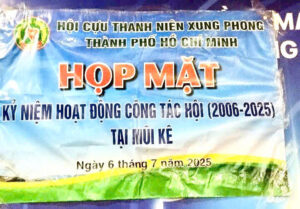 HỘI CỰU THANH NIÊN XUNG PHONG
THÀNH PHỐ HỒ CHÍ MINH
HỌP MẶT
KỶ NIỆM HOẠT ĐỘNG CÔNG TÁC HỘI (2006-2025)
TẠI MŨI KÊ
Ngày 6 tháng 7 năm 2025